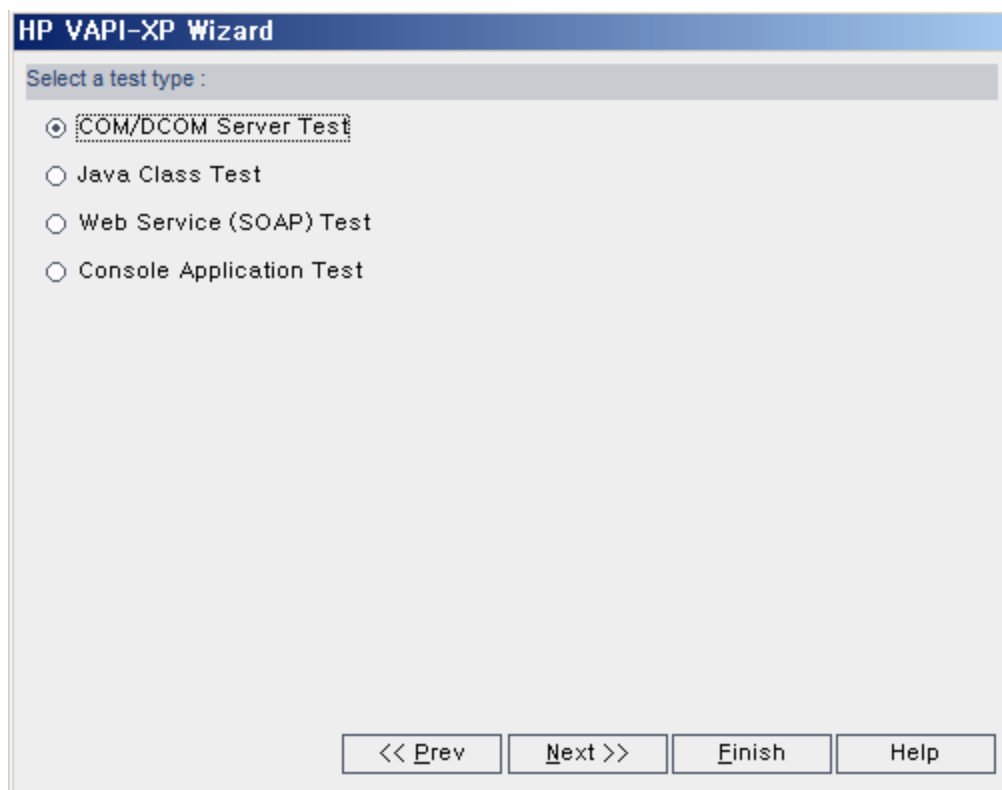 HP VAPI-XP Wizard
Select a test type :
COM/DCOM Server Test
Java Class Test
Web Service (SOAP) Test
Console Application Test
<< Prev Next >> Finish Help